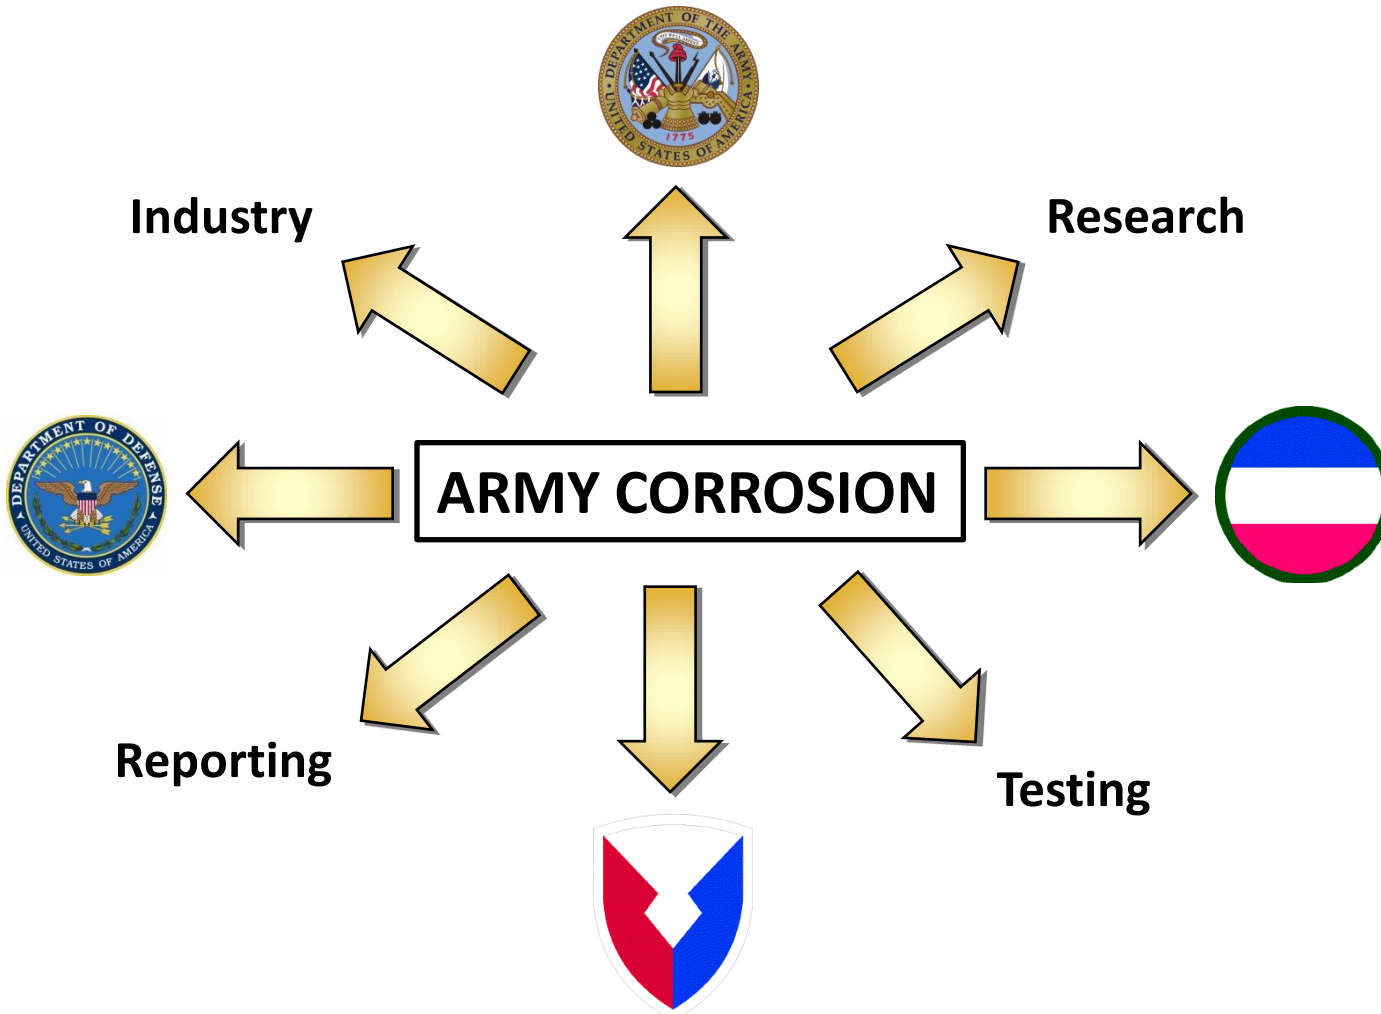 DEPARTMENT OF THE ARMY
1775
UNITED STATES OF AMERICA
Industry
Research
DEPARTMENT OF DEFENSE
UNITED STATES OF AMERICA
ARMY CORROSION
Reporting
Testing